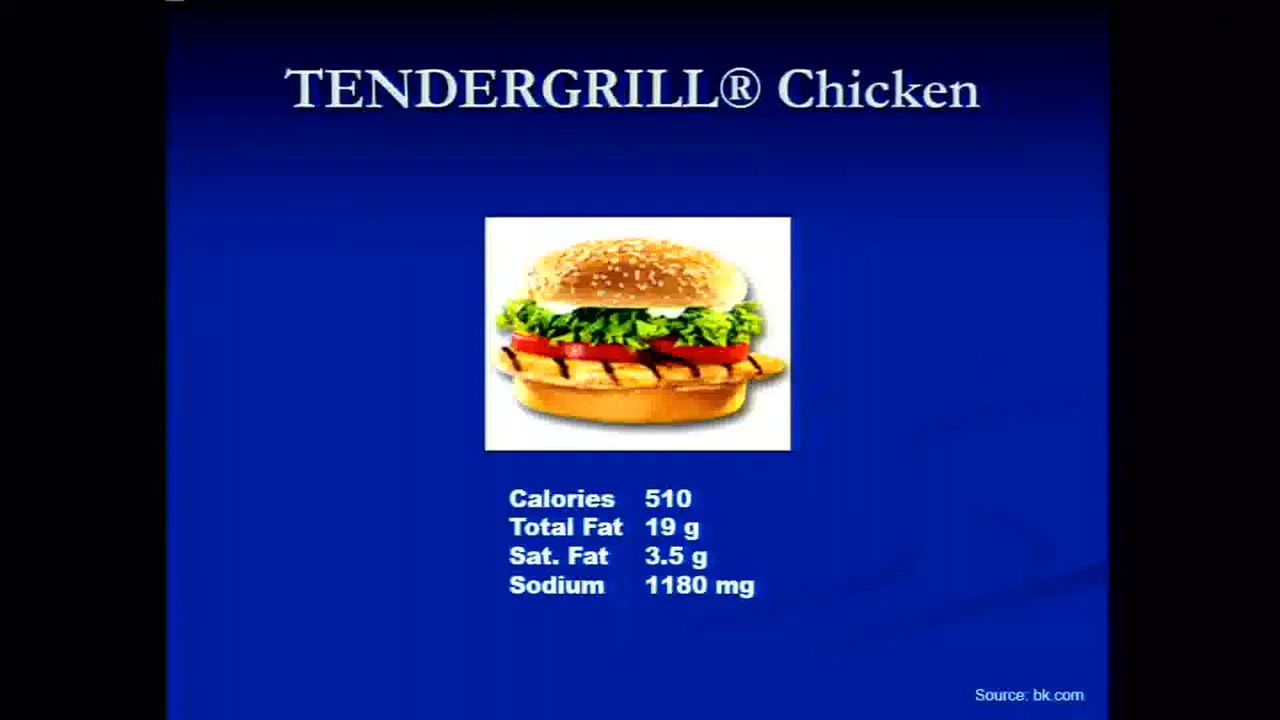 TENDERGRILL® Chicken
Calories 510
Total Fat 19 g
Sat. Fat 3.5 g
Sodium 1180 mg
Source: bk.com